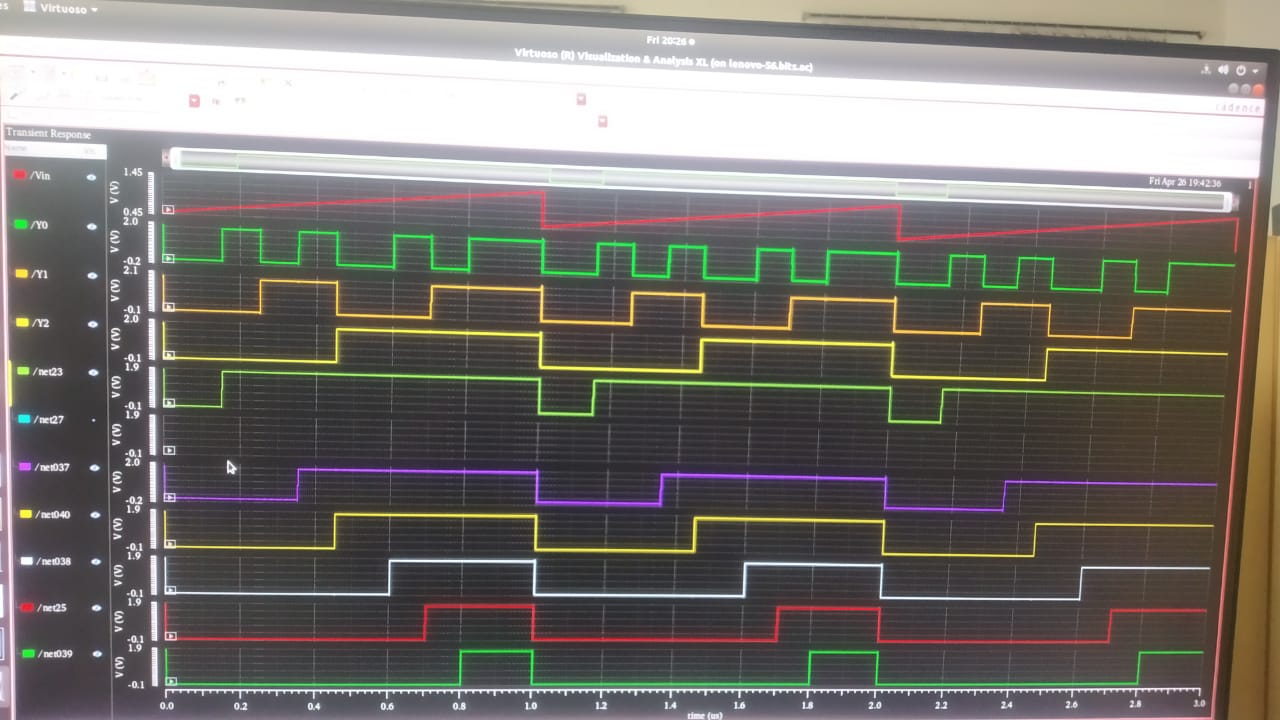 es Virtuoso
Fri 20:26
Virtuoso (R) Visualization & Analysis XL (on lenovo-56.bits.ac)
cādence
Transient Response
Name
Fri Apr 26 19:42:36 1
/Vin
V (V)
1.45
0.45
/Y0
V (V)
2.0
-0.2
/Y1
V (V)
2.1
-0.1
/Y2
V (V)
2.0
-0.1
/net23
V (V)
1.9
-0.1
/net27
V (V)
1.9
-0.1
/net037
V (V)
2.0
-0.2
/net040
V (V)
1.9
-0.1
/net038
V (V)
1.9
-0.1
/net25
V (V)
1.9
-0.1
/net039
V (V)
1.9
-0.1
0.0 0.2 0.4 0.6 0.8 1.0 1.2 1.4 1.6 1.8 2.0 2.2 2.4 2.6 2.8 3.0
time (us)